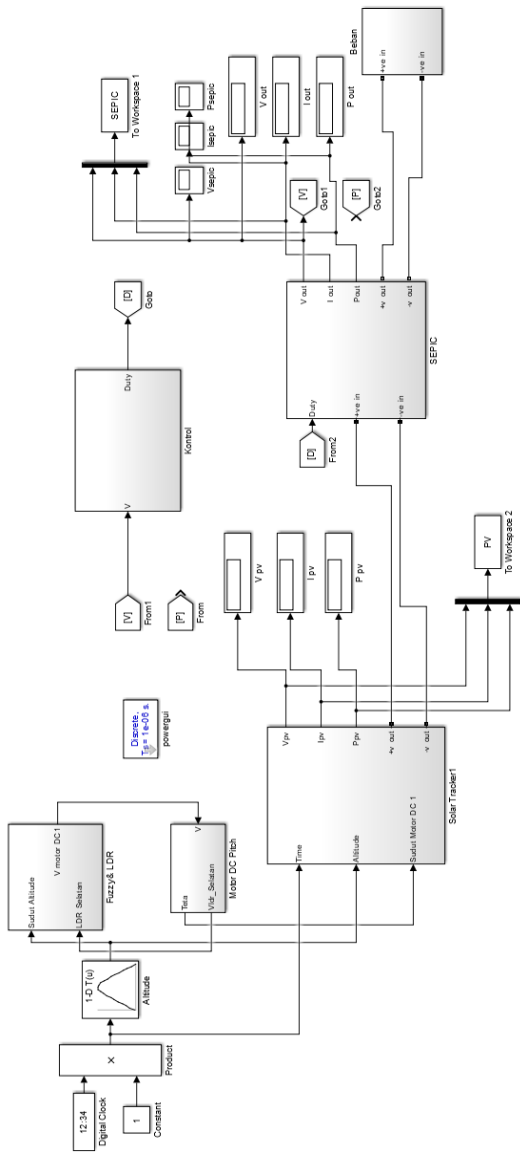 12:34
Digital Clock
1
Constant
×
Product
1-D T(u)
Altitude
Sudut Altitude
LDR Selatan
V motor DC1
Fuzzy& LDR
Teta
Vldr_Selatan
V
Motor DC Pitch
Discrete,
Ts = 1e-06 s.
powergui
[V]
From1
[P]
From
V
Duty
Kontrol
[D]
Goto
Time
Altitude
Sudut Motor DC 1
Vpv
Ipv
Ppv
+v out
-v out
Solar Tracker1
V pv
I pv
P pv
PV
To Workspace 2
[D]
From2
Duty
+ve in
-ve in
V out
I out
Pout
+v out
-v out
SEPIC
[V]
Goto1
[P]
Goto2
SEPIC
To Workspace 1
Vsepic
Isepic
Psepic
V out
I out
P out
+ve in
-ve in
Beban